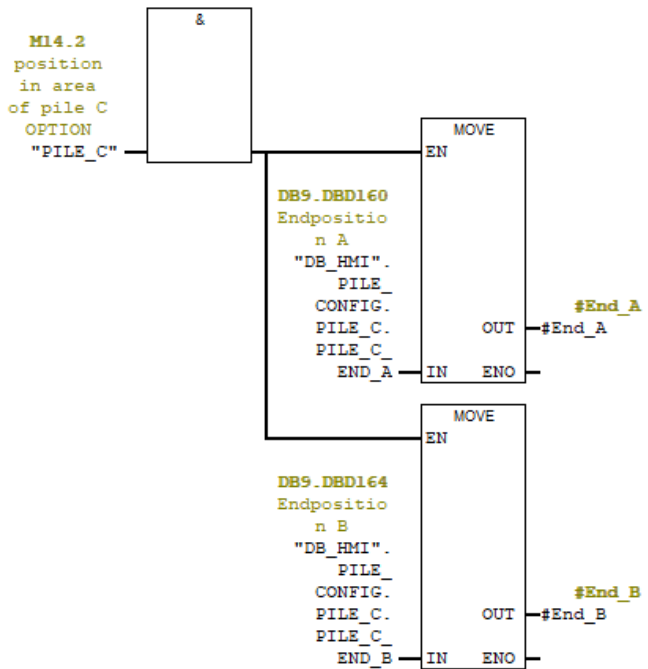 &
M14.2
position
in area
of pile C
OPTION
"PILE_C"
MOVE
EN
DB9.DBD160
Endpositio
n A
"DB_HMI".
PILE_
CONFIG.
PILE_C.
PILE_C_
END_A
IN
#End_A
OUT
#End_A
ENO
MOVE
EN
DB9.DBD164
Endpositio
n B
"DB_HMI".
PILE_
CONFIG.
PILE_C.
PILE_C_
END_B
IN
#End_B
OUT
#End_B
ENO